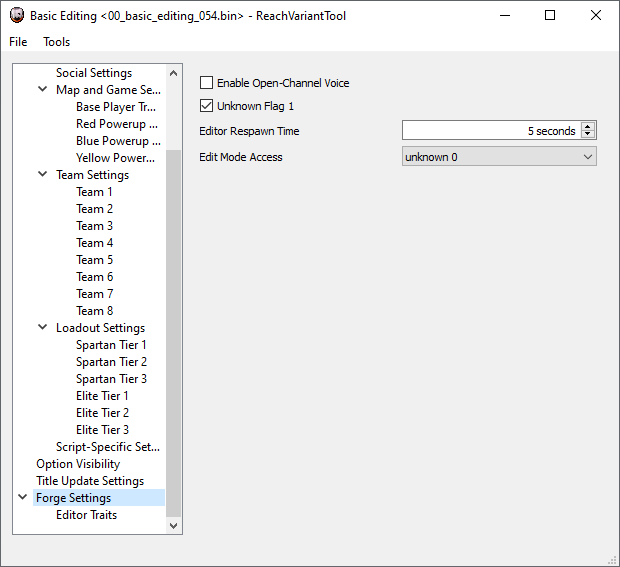 Basic Editing <00_basic_editing_054.bin> - ReachVariantTool
File Tools
Social Settings
Map and Game Se...
Base Player Tr...
Red Powerup ...
Blue Powerup ...
Yellow Power...
Team Settings
Team 1
Team 2
Team 3
Team 4
Team 5
Team 6
Team 7
Team 8
Loadout Settings
Spartan Tier 1
Spartan Tier 2
Spartan Tier 3
Elite Tier 1
Elite Tier 2
Elite Tier 3
Script-Specific Set...
Option Visibility
Title Update Settings
Forge Settings
Editor Traits
Enable Open-Channel Voice
Unknown Flag 1
Editor Respawn Time 5 seconds
Edit Mode Access unknown 0